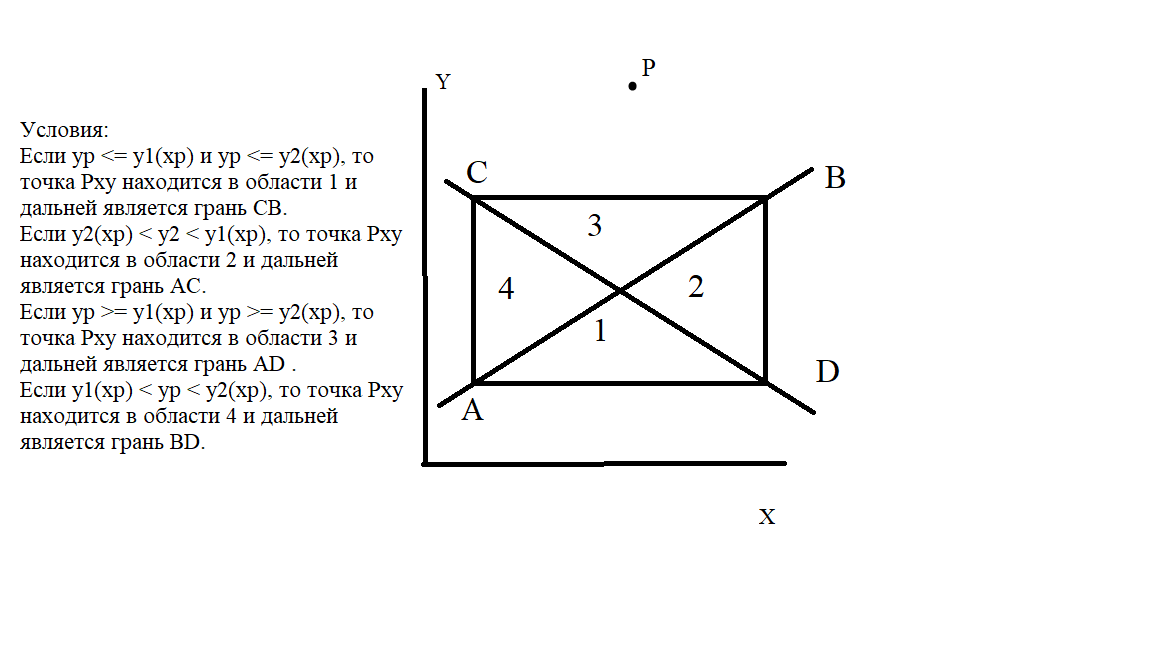 Условия:
Если yp <= y1(xp) и yp <= y2(xp), то
точка Pxy находится в области 1 и
дальней является грань CB.
Если y2(xp) < y2 < y1(xp), то точка Pxy
находится в области 2 и дальней
является грань AC.
Если yp >= y1(xp) и yp >= y2(xp), то
точка Pxy находится в области 3 и
дальней является грань AD .
Если y1(xp) < yp < y2(xp), то точка Pxy
находится в области 4 и дальней
является грань BD.
Y
P
C
B
3
4
2
1
A
D
X